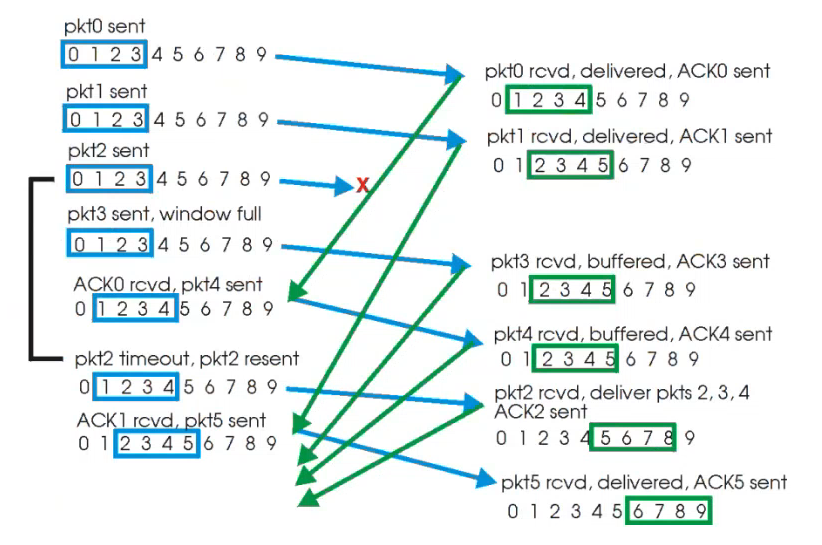 pkt0 sent
0 1 2 3 4 5 6 7 8 9
pkt1 sent
0 1 2 3 4 5 6 7 8 9
pkt2 sent
0 1 2 3 4 5 6 7 8 9
X
pkt3 sent, window full
0 1 2 3 4 5 6 7 8 9
ACK0 rcvd, pkt4 sent
0 1 2 3 4 5 6 7 8 9
pkt2 timeout, pkt2 resent
0 1 2 3 4 5 6 7 8 9
ACK1 rcvd, pkt5 sent
0 1 2 3 4 5 6 7 8 9
pkt0 rcvd, delivered, ACK0 sent
0 1 2 3 4 5 6 7 8 9
pkt1 rcvd, delivered, ACK1 sent
0 1 2 3 4 5 6 7 8 9
pkt3 rcvd, buffered, ACK3 sent
0 1 2 3 4 5 6 7 8 9
pkt4 rcvd, buffered, ACK4 sent
0 1 2 3 4 5 6 7 8 9
pkt2 rcvd, deliver pkts 2, 3, 4
ACK2 sent
0 1 2 3 4 5 6 7 8 9
pkt5 rcvd, delivered, ACK5 sent
0 1 2 3 4 5 6 7 8 9